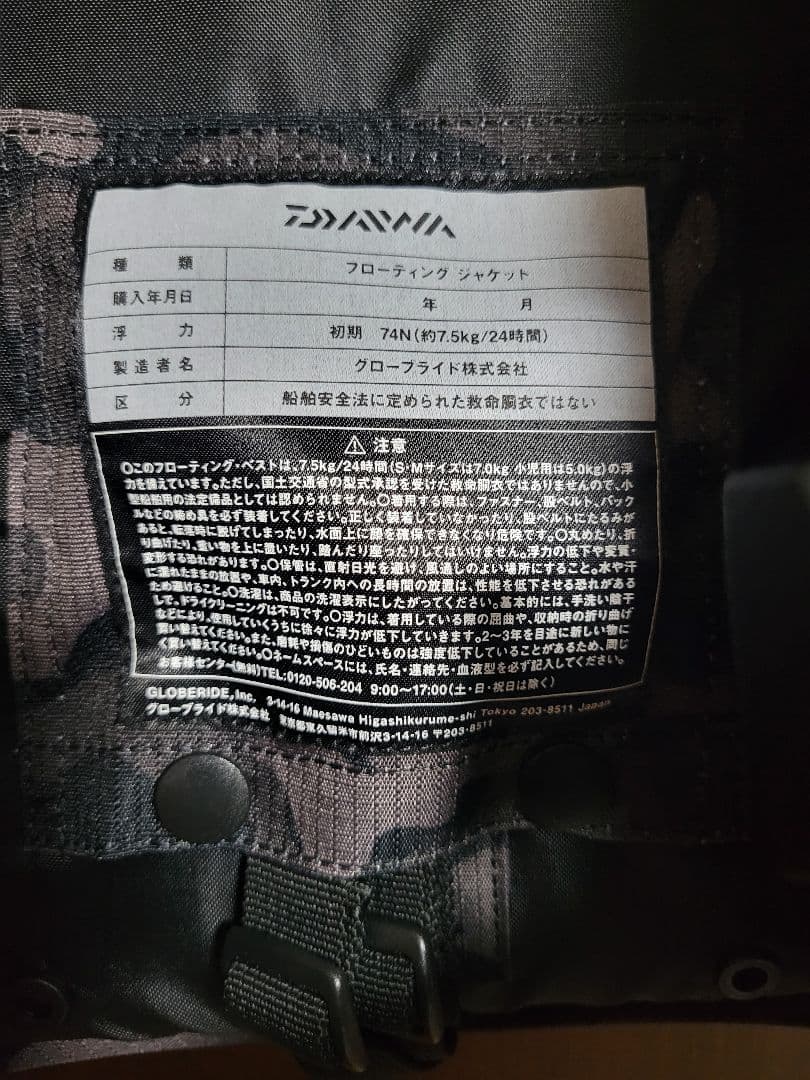 DAIWA
種類 フローティング ジャケット
購入年月日 年 月
浮力 初期 74N(約7.5kg/24時間)
製造者名 グローブライド株式会社
区分 船舶安全法に定められた救命胴衣ではない
⚠ 注意
○このフローティング・ベストは、7.5kg/24時間(S・Mサイズは7.0kg 小児用は5.0kg)の浮
力を備えています。ただし、国土交通省の型式承認を受けた救命胴衣ではありませんので、小
型船舶用の法定備品としては認められません。○着用する際は、ファスナー、股ベルト、バック
ルなどの締め具を必ず装着してください。正しく装着していなかったり、股ベルトにたるみが
あると、転落時に脱げてしまったり、水面上に顔を確保できなくなり危険です。○丸めたり、折
り曲げたり、重い物を上に置いたり、踏んだり座ったりしてはいけません。浮力の低下や変質・
変形する恐れがあります。○保管は、直射日光を避け、風通しのよい場所にすること。水や汗
に濡れたままの放置や、車内、トランク内への長時間の放置は、性能を低下させる恐れがある
ため避けること。○洗濯は、商品の洗濯表示にしたがってください。基本的には、手洗い陰干
しで、ドライクリーニングは不可です。○浮力は、着用している際の屈曲や、収納時の折り曲げ
などにより、使用していくうちに徐々に浮力が低下していきます。2〜3年を目途に新しい物に
買い替えてください。また、磨耗や損傷のひどいものは強度低下していることがあるため、同じ
く買い替えてください。○ネームスペースには、氏名・連絡先・血液型を必ず記入してください。
お客様センター(無料)TEL:0120-506-204 9:00〜17:00(土・日・祝日は除く)
GLOBERIDE,Inc. 3-14-16 Maesawa Higashikurume-shi Tokyo 203-8511 Japan
グローブライド株式会社 東京都東久留米市前沢3-14-16 〒203-8511